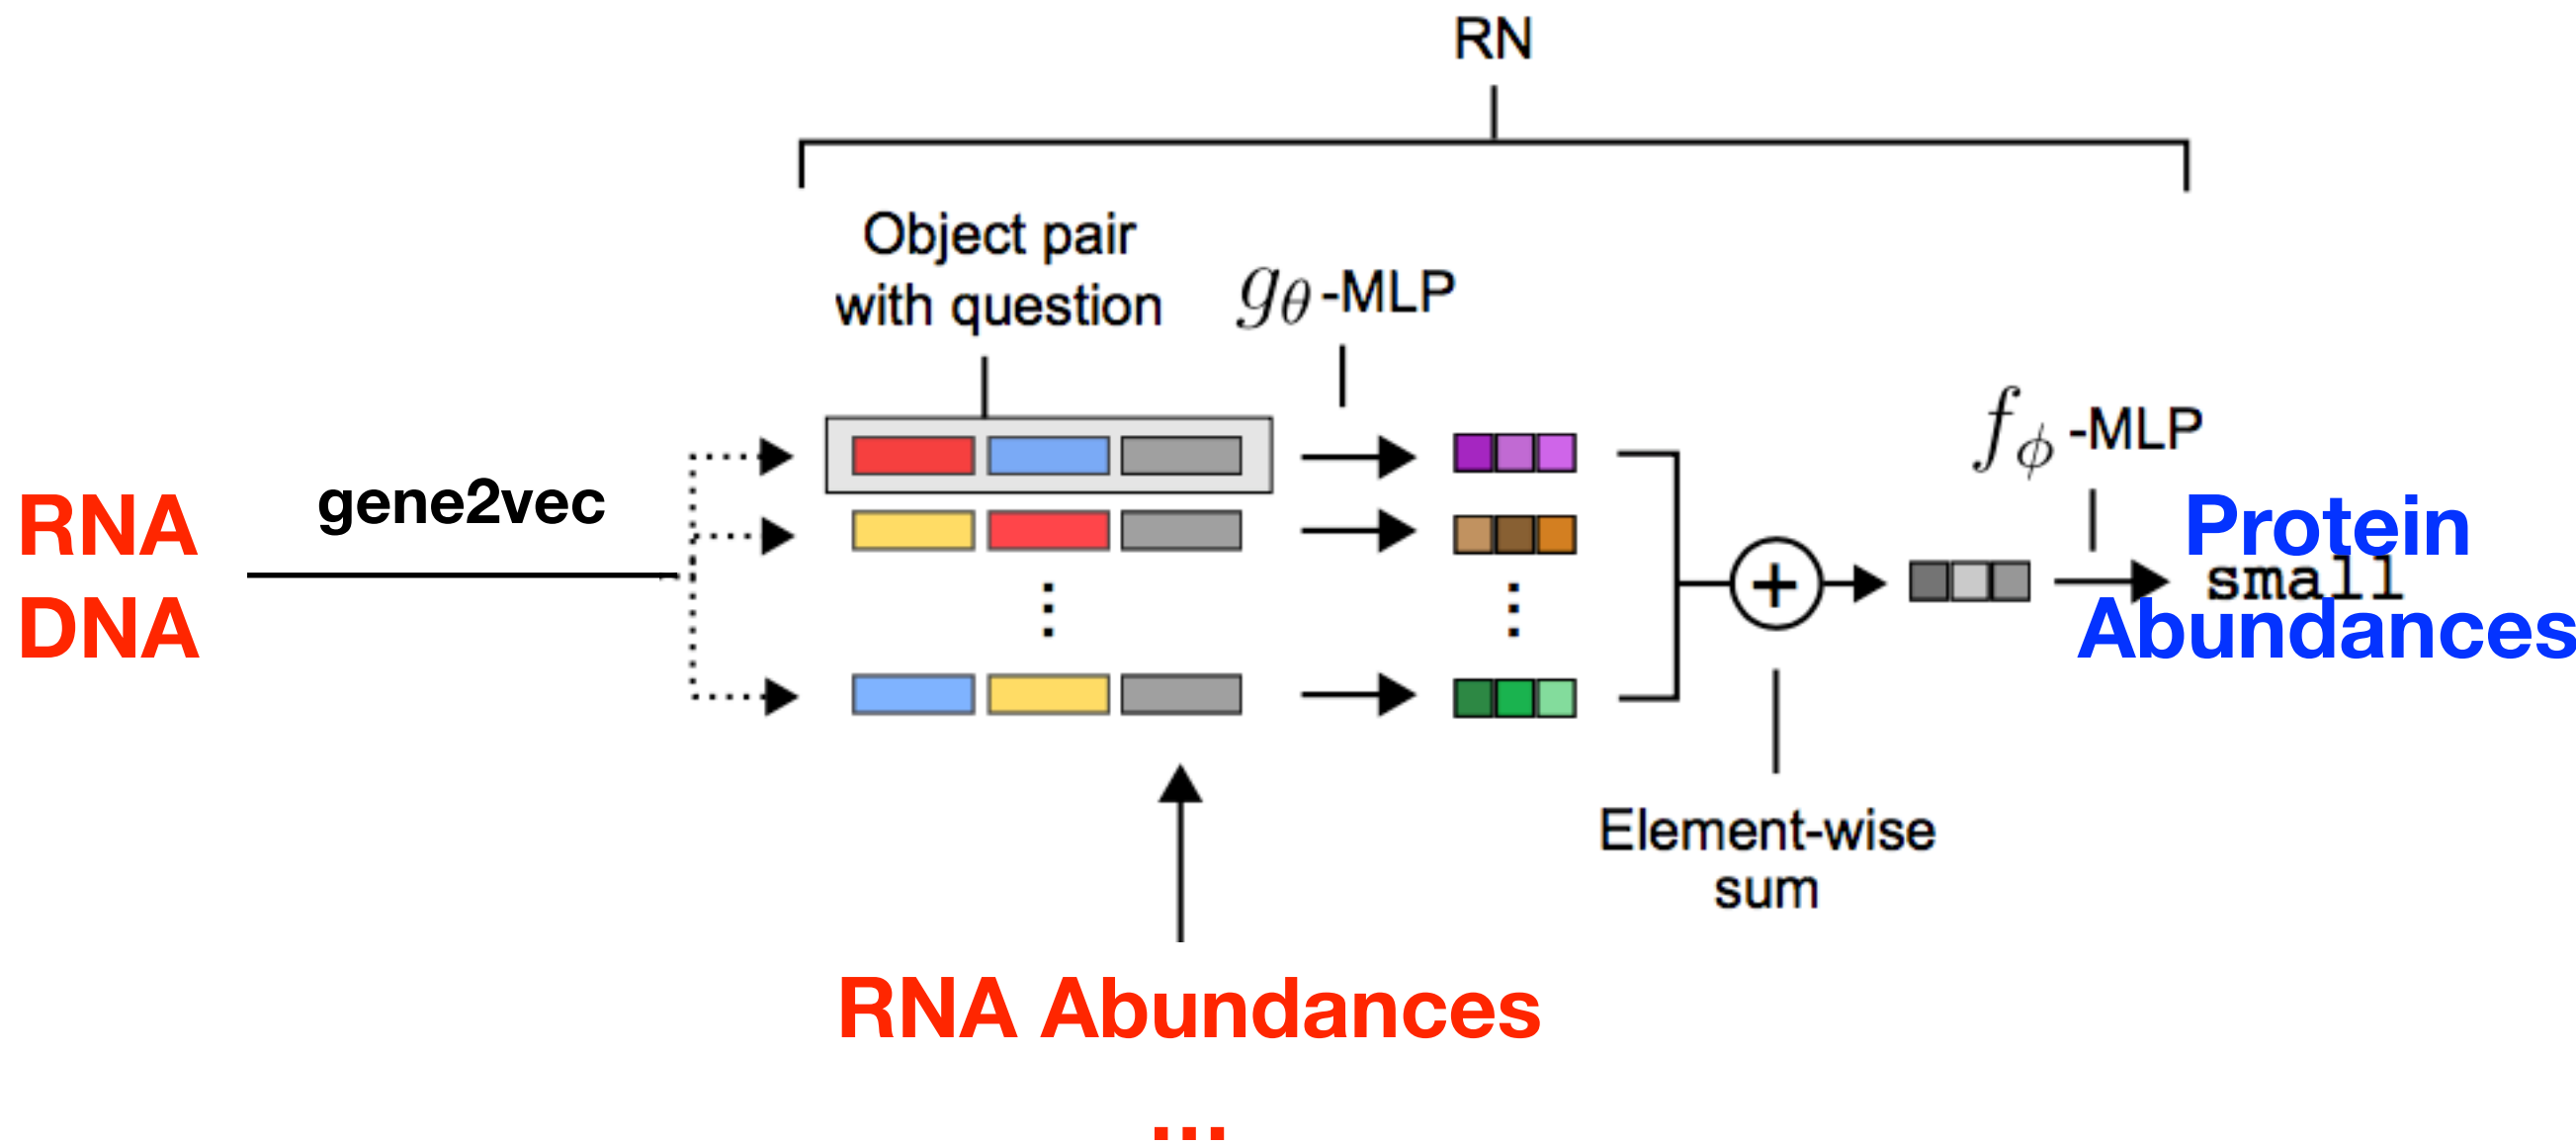 RN
Object pair
with question
gθ-MLP
fϕ-MLP
RNA
DNA
gene2vec
+
Protein
small
Abundances
Element-wise
sum
RNA Abundances
...